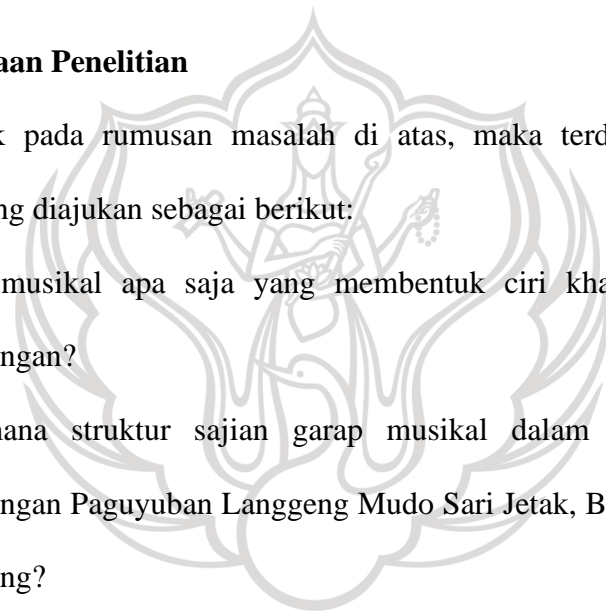 aan Penelitian
k pada rumusan masalah di atas, maka terd
ng diajukan sebagai berikut:
musikal apa saja yang membentuk ciri kha
ngan?
nana struktur sajian garap musikal dalam
ngan Paguyuban Langgeng Mudo Sari Jetak, B
ng?